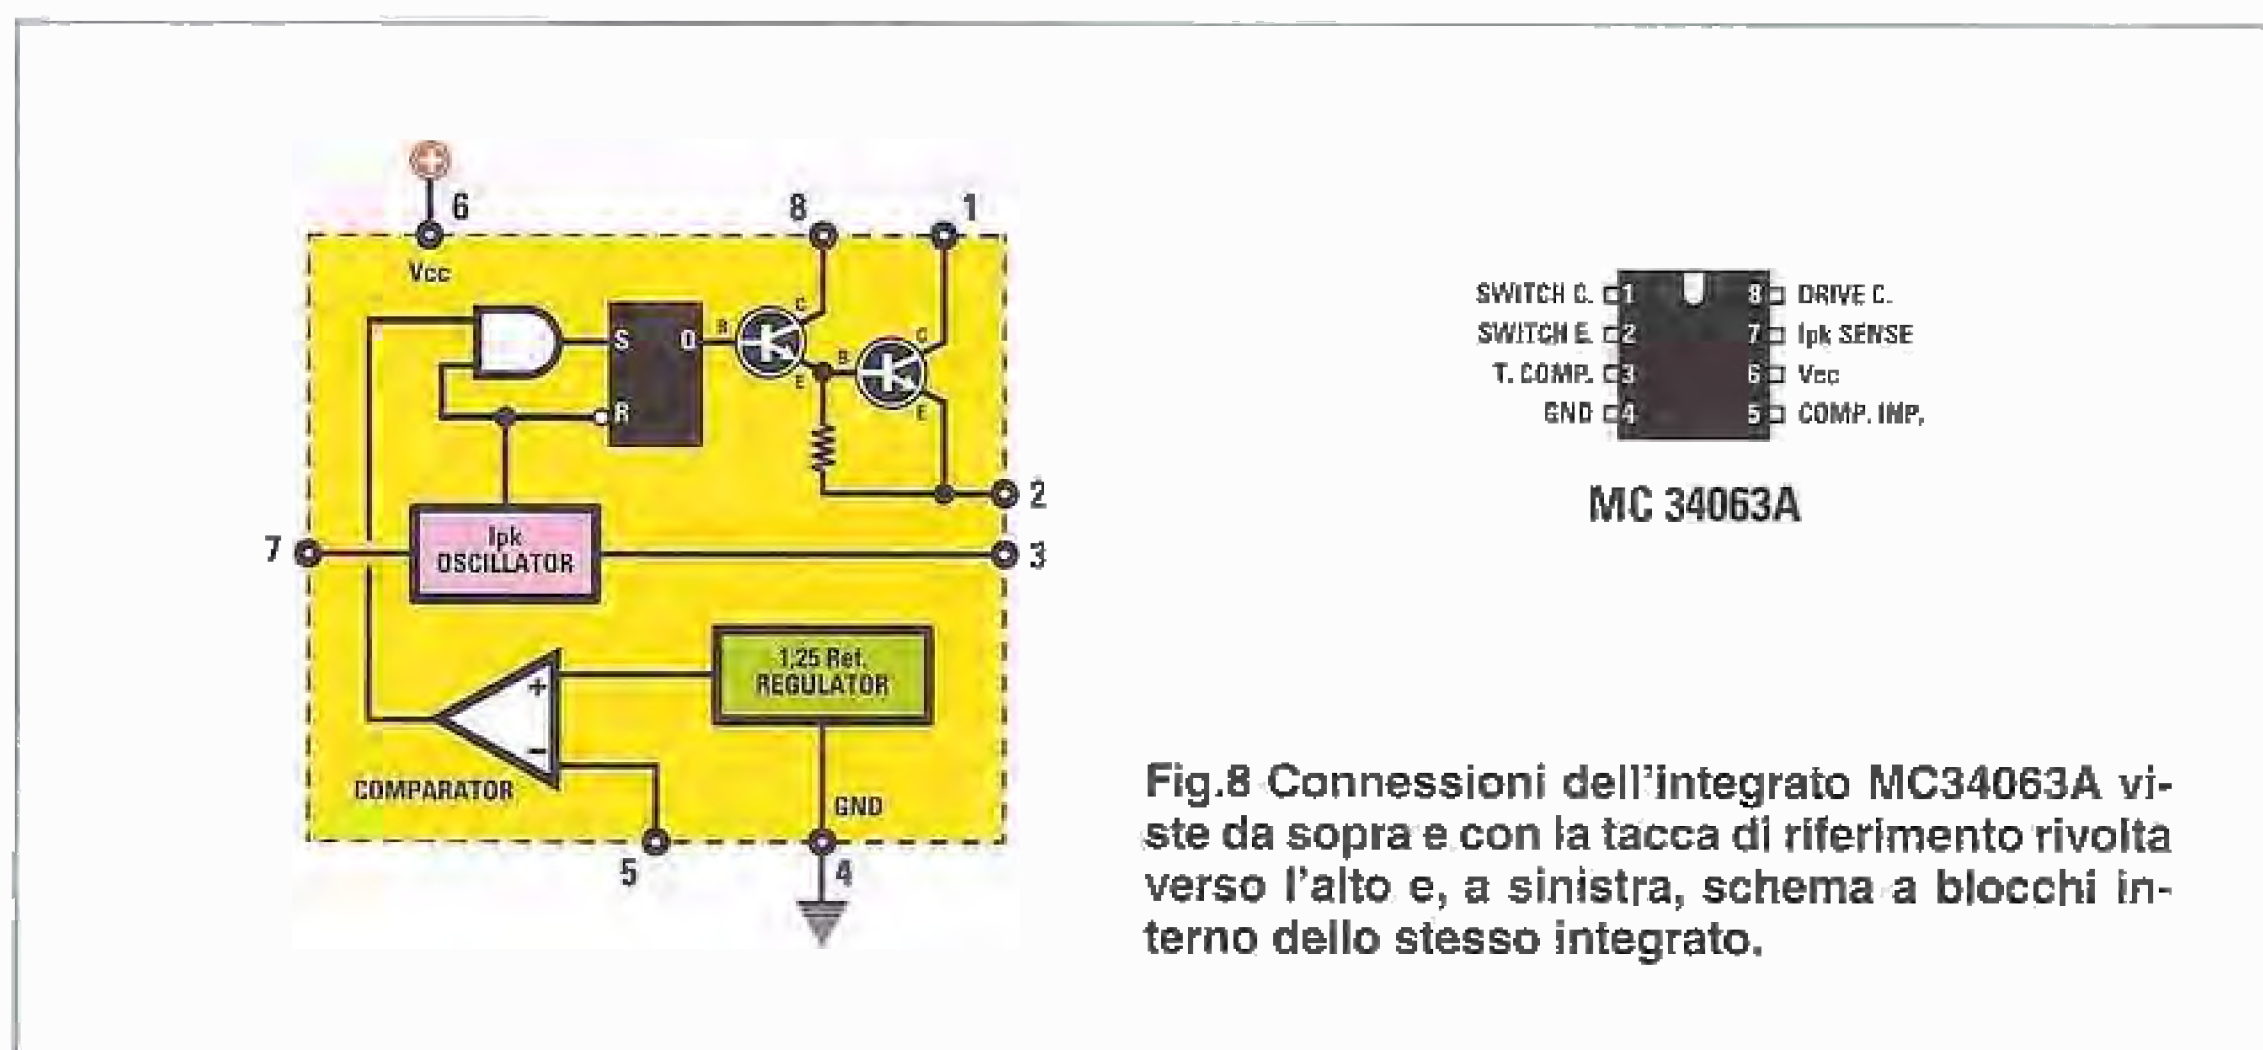 6
8
1
Vcc
C
B
E
S
Q
B
C
E
R
2
7
Ipk
OSCILLATOR
3
1,25 Ref.
REGULATOR
+
-
COMPARATOR
GND
5
4
SWITCH C. 1 8 DRIVE C.
SWITCH E. 2 7 Ipk SENSE
T. COMP. 3 6 Vcc
GND 4 5 COMP. INP.
MC 34063A
Fig.8 Connessioni dell'integrato MC34063A vi-
ste da sopra e con la tacca di riferimento rivolta
verso l'alto e, a sinistra, schema a blocchi in-
terno dello stesso integrato.